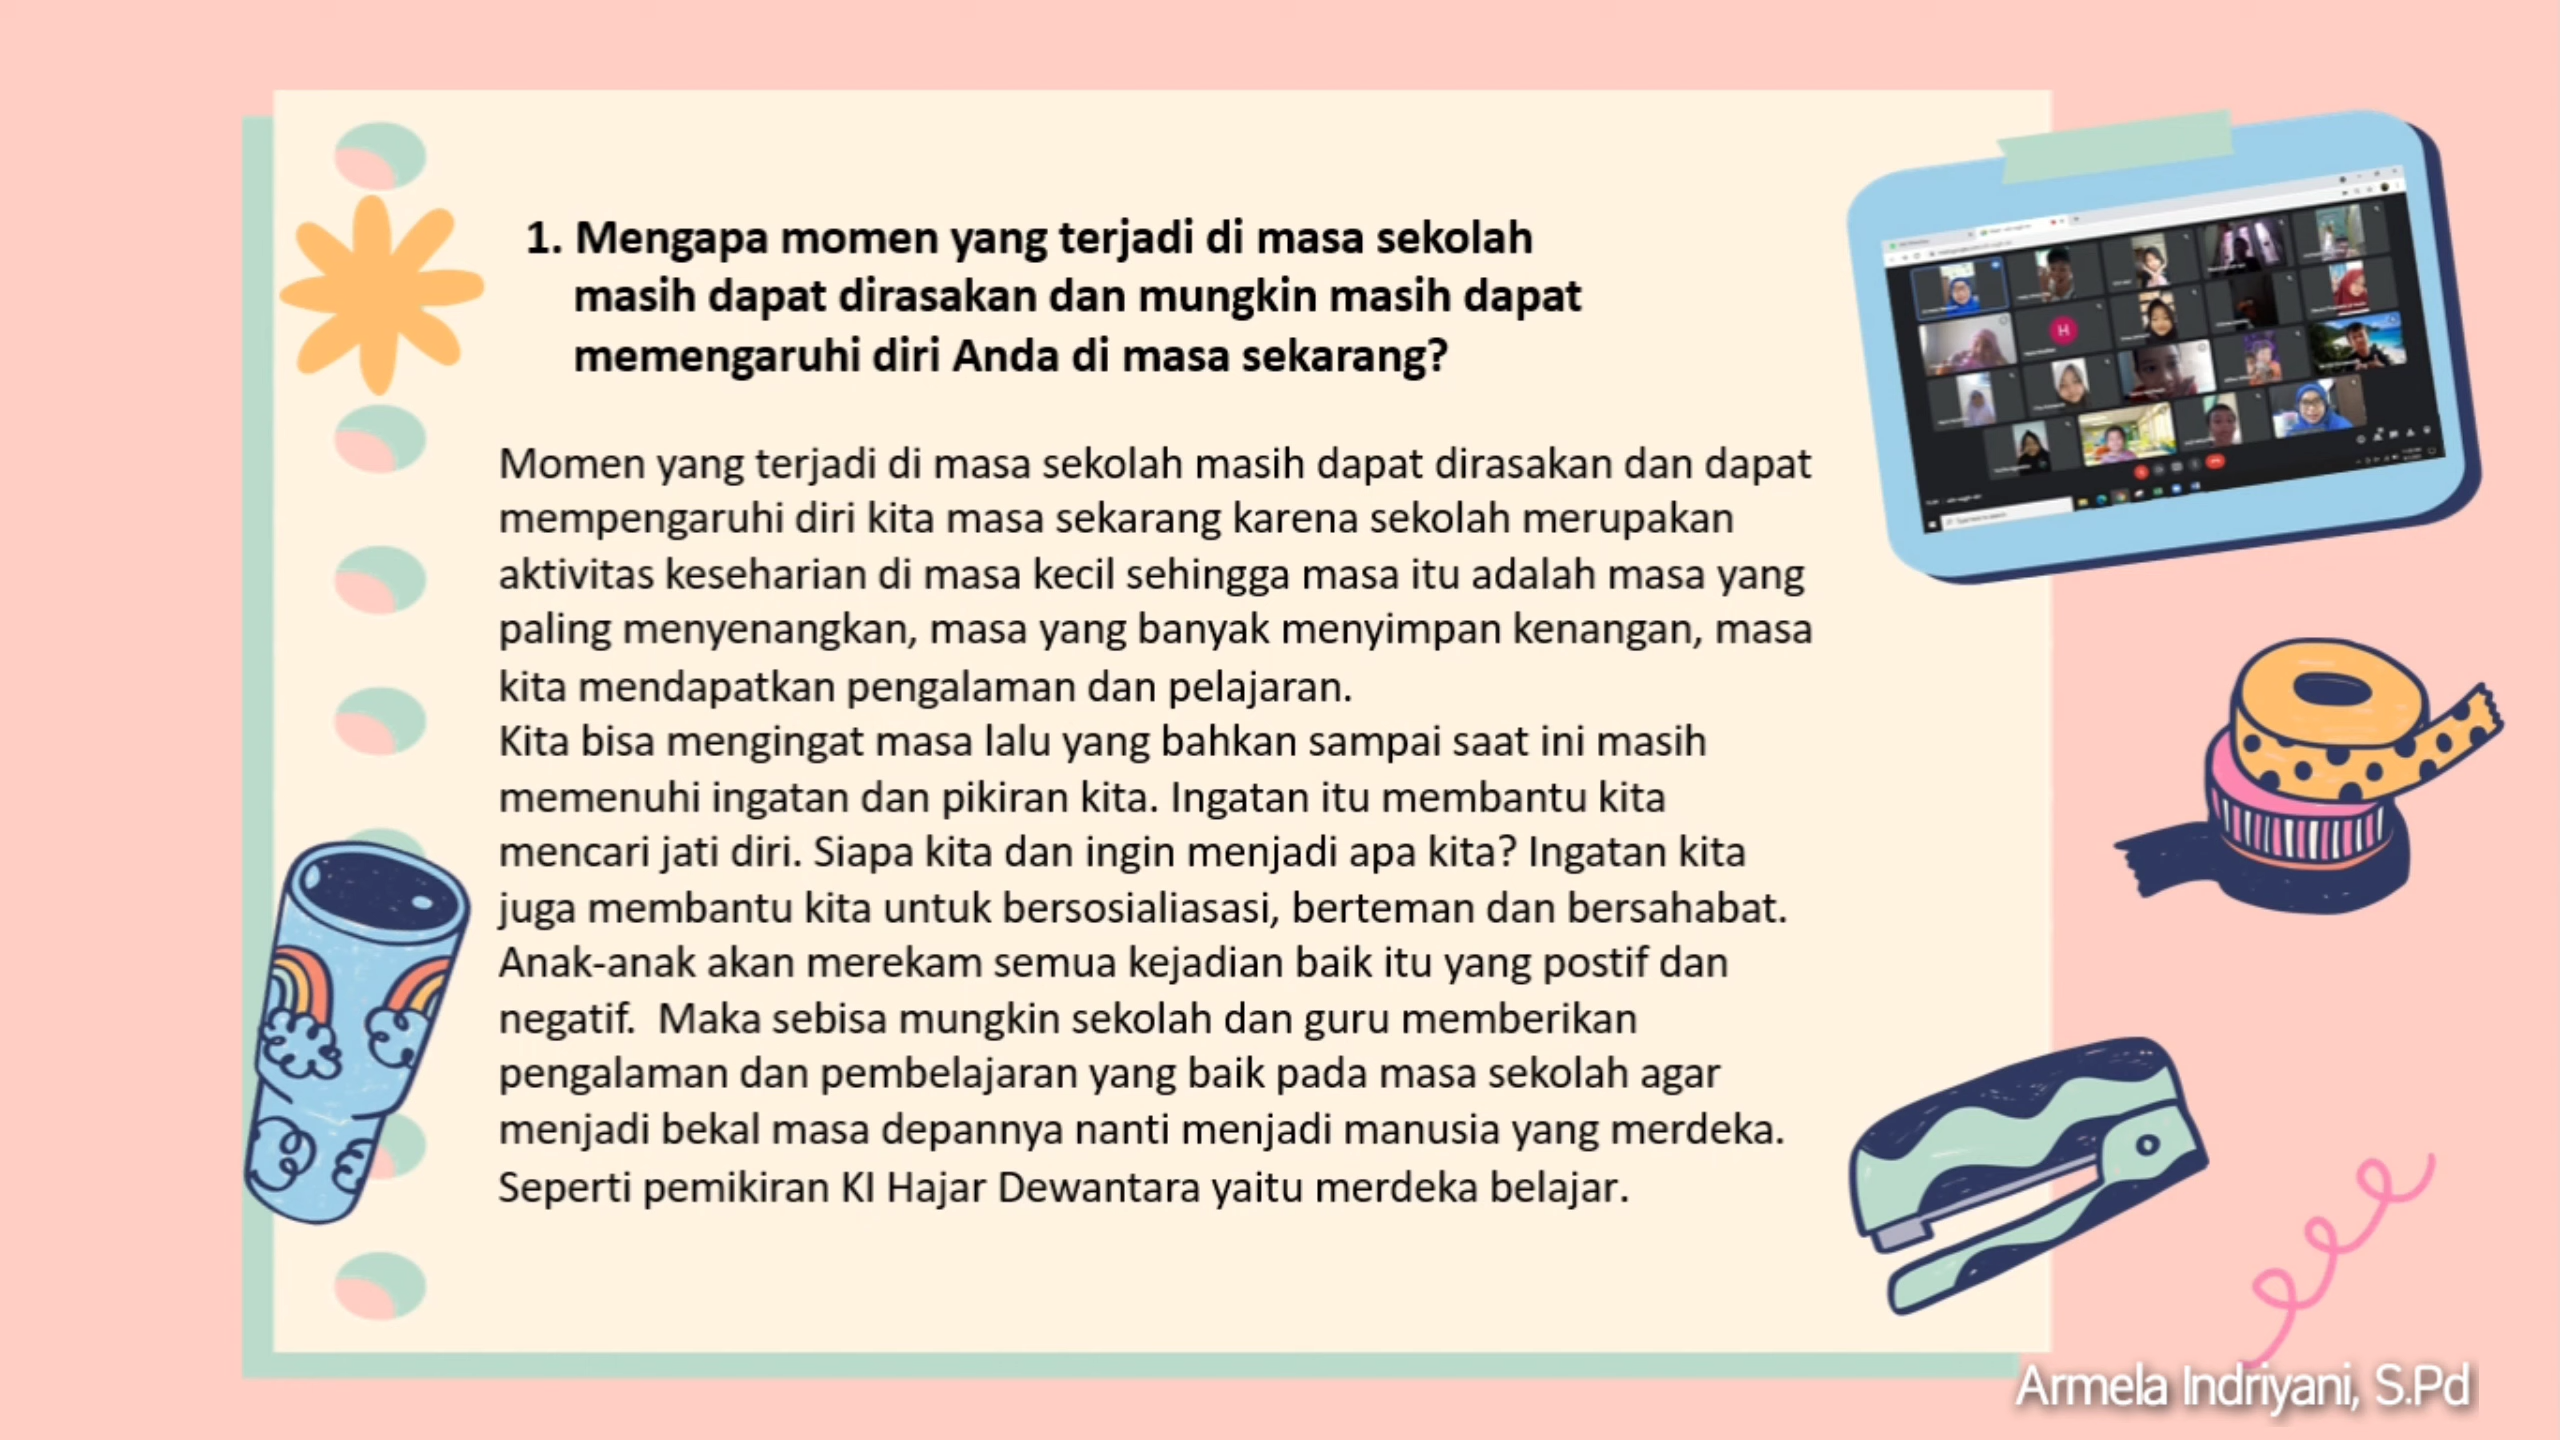 1. Mengapa momen yang terjadi di masa sekolah
masih dapat dirasakan dan mungkin masih dapat
memengaruhi diri Anda di masa sekarang?
Momen yang terjadi di masa sekolah masih dapat dirasakan dan dapat
mempengaruhi diri kita masa sekarang karena sekolah merupakan
aktivitas keseharian di masa kecil sehingga masa itu adalah masa yang
paling menyenangkan, masa yang banyak menyimpan kenangan, masa
kita mendapatkan pengalaman dan pelajaran.
Kita bisa mengingat masa lalu yang bahkan sampai saat ini masih
memenuhi ingatan dan pikiran kita. Ingatan itu membantu kita
mencari jati diri. Siapa kita dan ingin menjadi apa kita? Ingatan kita
juga membantu kita untuk bersosialiasasi, berteman dan bersahabat.
Anak-anak akan merekam semua kejadian baik itu yang postif dan
negatif. Maka sebisa mungkin sekolah dan guru memberikan
pengalaman dan pembelajaran yang baik pada masa sekolah agar
menjadi bekal masa depannya nanti menjadi manusia yang merdeka.
Seperti pemikiran KI Hajar Dewantara yaitu merdeka belajar.
H
Armela Indriyani, S.Pd